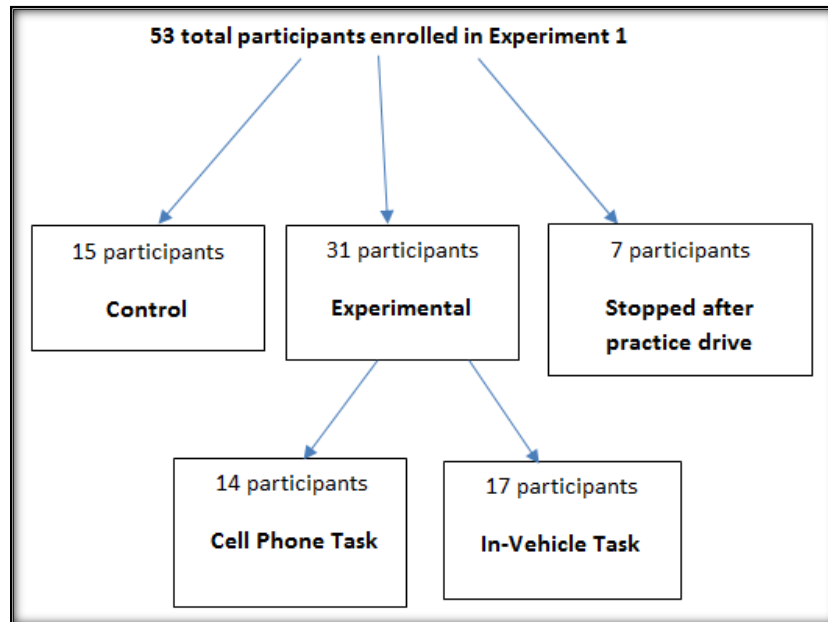 53 total participants enrolled in Experiment 1
15 participants
Control
31 participants
Experimental
7 participants
Stopped after
practice drive
14 participants
Cell Phone Task
17 participants
In-Vehicle Task